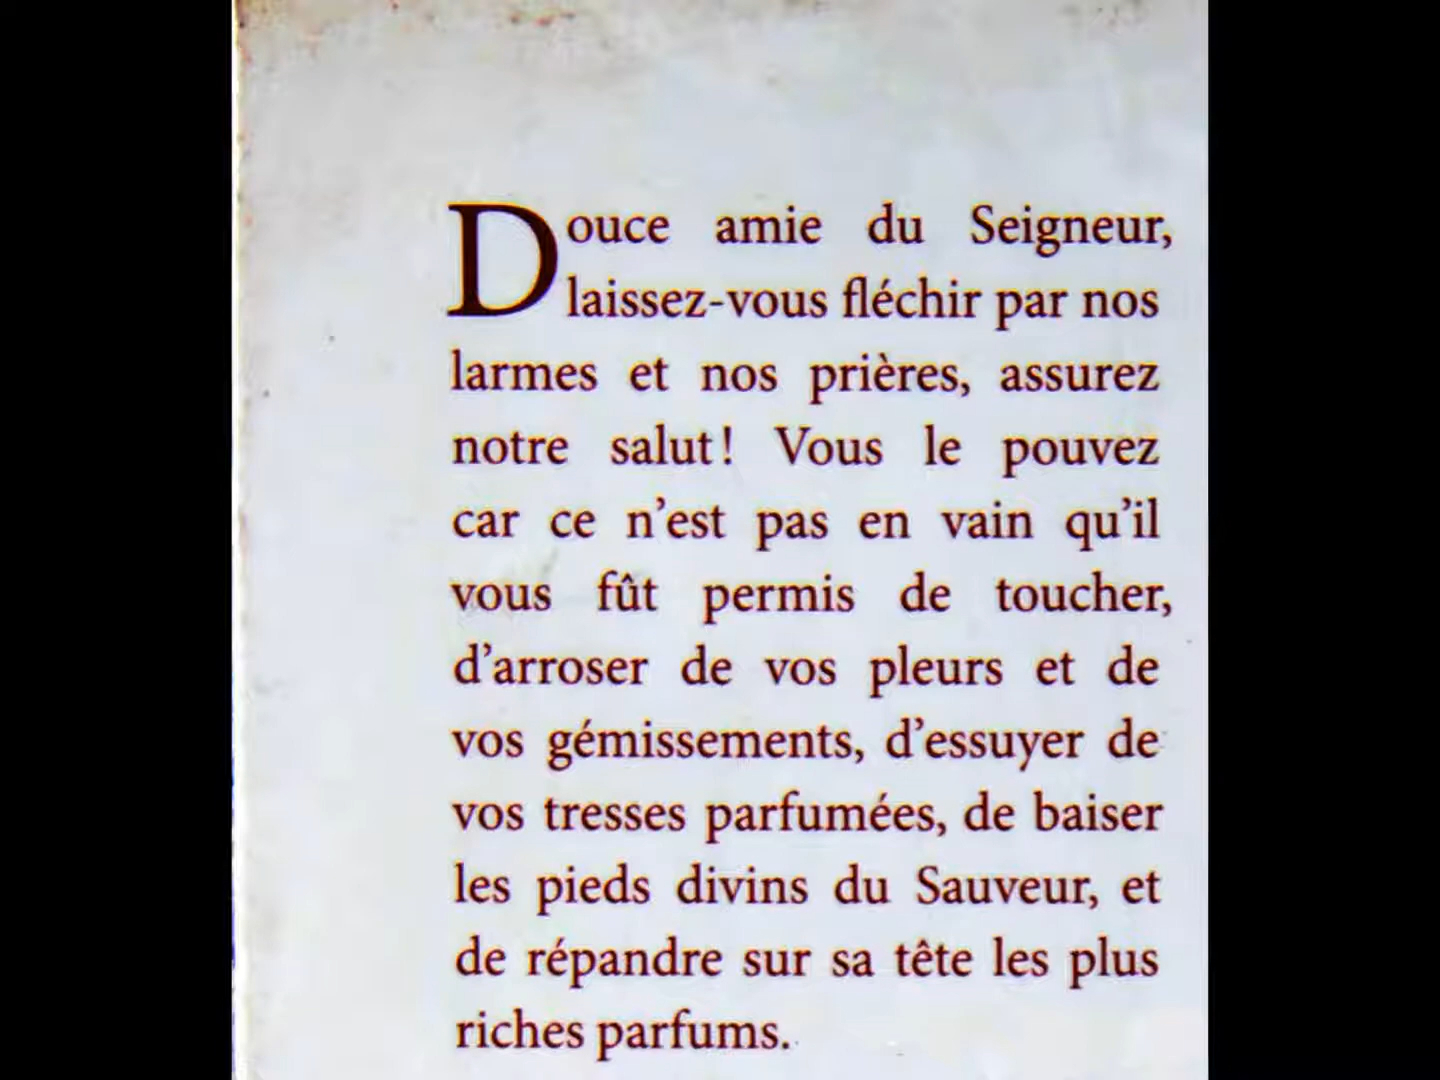 Douce amie du Seigneur,
laissez-vous fléchir par nos
larmes et nos prières, assurez
notre salut! Vous le pouvez
car ce n'est pas en vain qu'il
vous fût permis de toucher,
d'arroser de vos pleurs et de
vos gémissements, d'essuyer de
vos tresses parfumées, de baiser
les pieds divins du Sauveur, et
de répandre sur sa tête les plus
riches parfums.